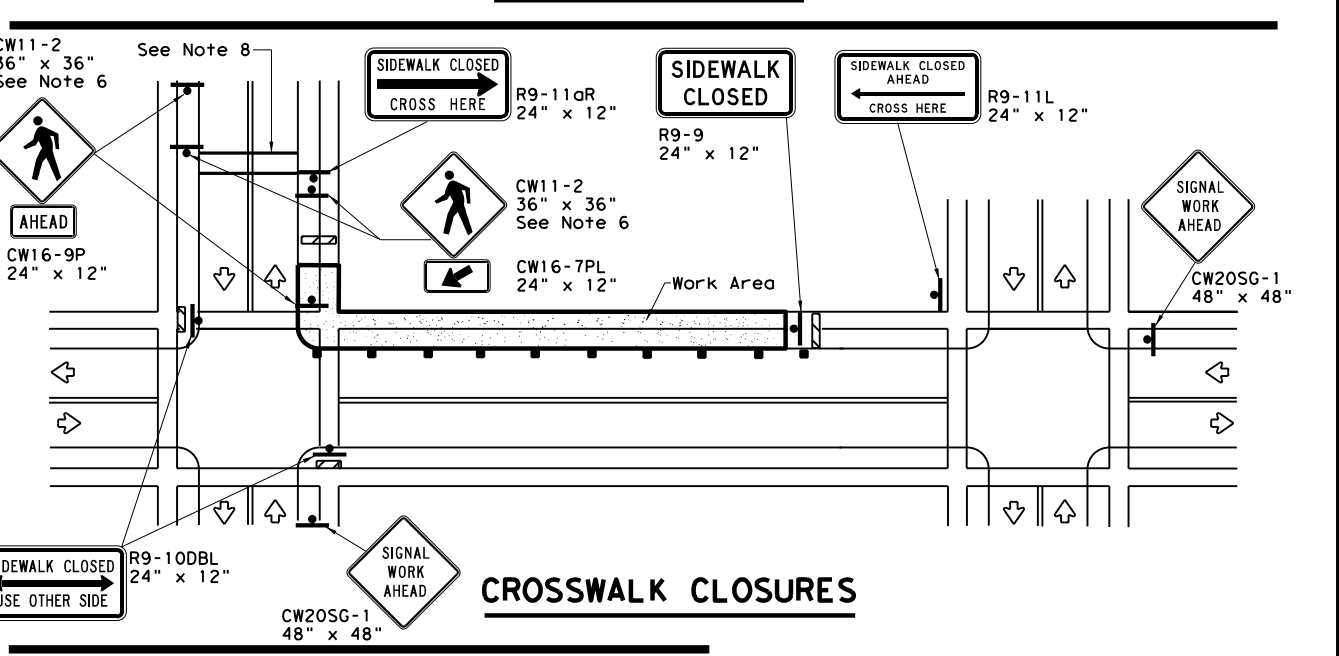 CW11-2
36" x 36"
See Note 6
AHEAD
CW16-9P
24" x 12"
See Note 8
SIDEWALK CLOSED
CROSS HERE
R9-11aR
24" x 12"
CW11-2
36" x 36"
See Note 6
CW16-7PL
24" x 12"
SIDEWALK
CLOSED
R9-9
24" x 12"
Work Area
SIDEWALK CLOSED
AHEAD
CROSS HERE
R9-11L
24" x 12"
SIGNAL
WORK
AHEAD
CW20SG-1
48" x 48"
DEWALK CLOSED
USE OTHER SIDE
R9-10DBL
24" x 12"
SIGNAL
WORK
AHEAD
CW20SG-1
48" x 48"
CROSSWALK CLOSURES